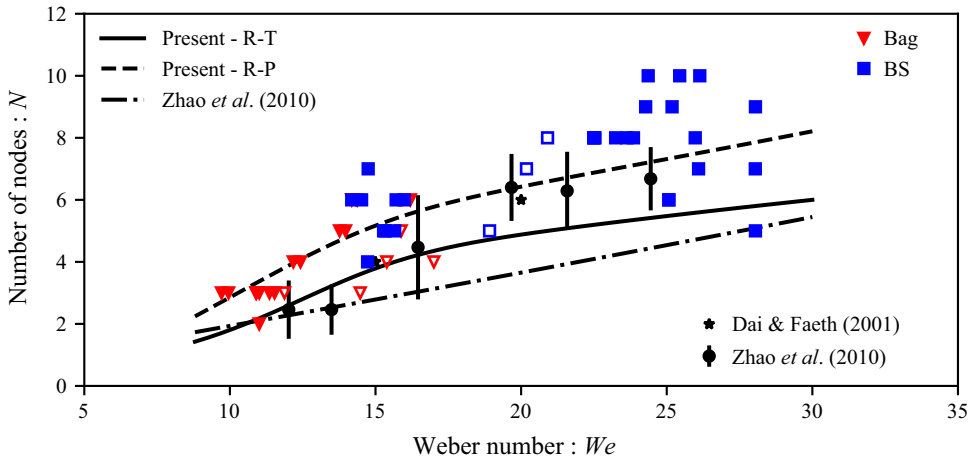 12
10
8
6
4
2
0
Number of nodes : N
Present - R-T
Present - R-P
Zhao et al. (2010)
Bag
BS
Dai & Faeth (2001)
Zhao et al. (2010)
5 10 15 20 25 30 35
Weber number : We